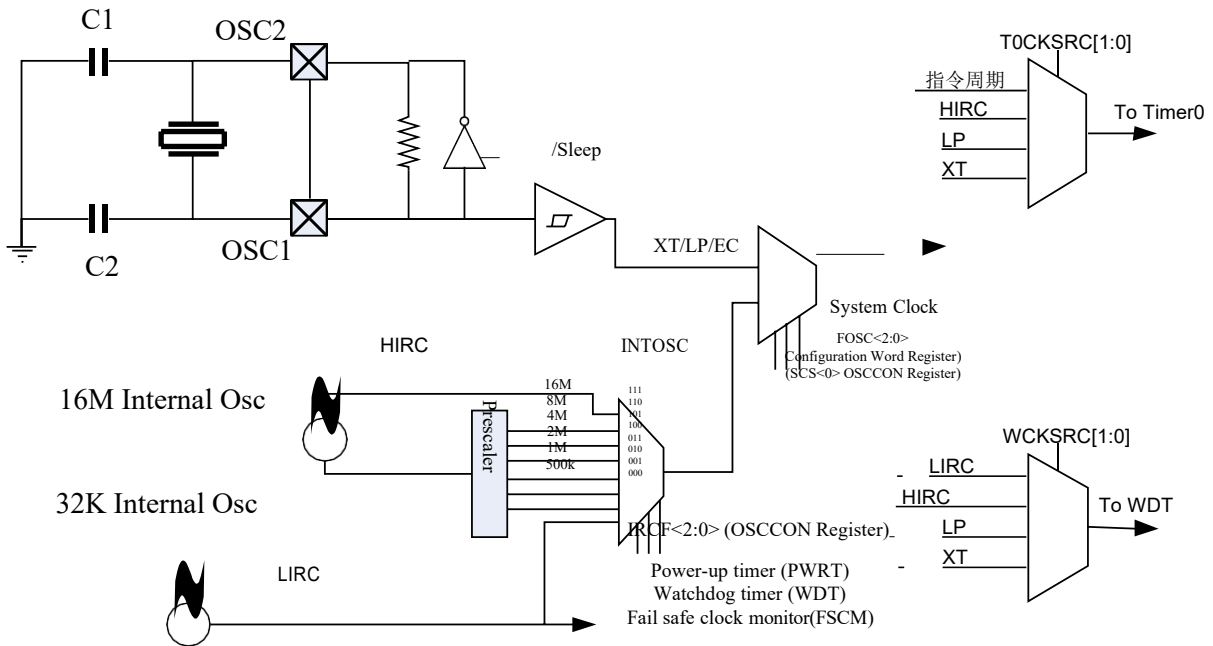 C1
OSC2
T0CKSRC[1:0]
指令周期
HIRC
LP
XT
To Timer0
/Sleep
OSC1
C2
XT/LP/EC
System Clock
FOSC<2:0>
Configuration Word Register)
(SCS<0> OSCCON Register)
HIRC
INTOSC
16M Internal Osc
Prescaler
16M
8M
4M
2M
1M
500k
111
110
101
100
011
010
001
000
32K Internal Osc
IRCF<2:0> (OSCCON Register)
LIRC
Power-up timer (PWRT)
Watchdog timer (WDT)
Fail safe clock monitor(FSCM)
WCKSRC[1:0]
LIRC
HIRC
LP
XT
To WDT